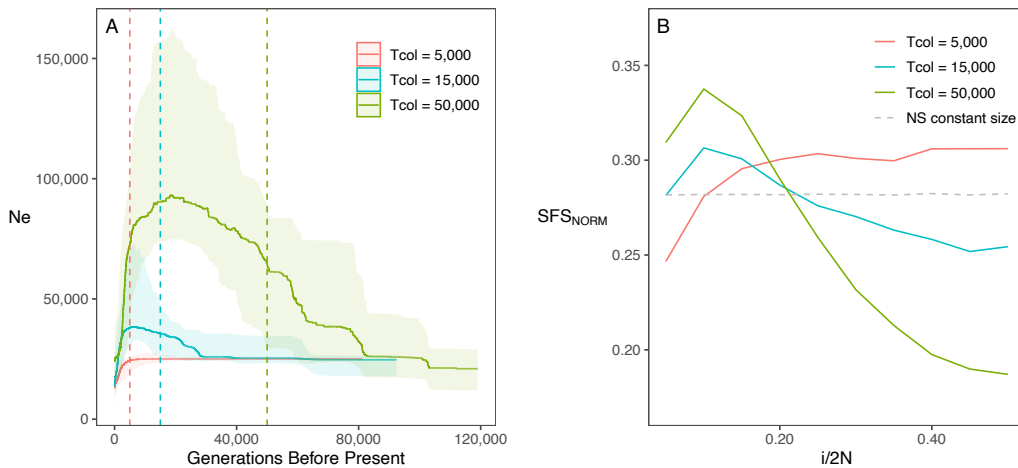 A
Tcol = 5,000
Tcol = 15,000
Tcol = 50,000
Ne
150,000
100,000
50,000
0
0
40,000
80,000
120,000
Generations Before Present
B
Tcol = 5,000
Tcol = 15,000
Tcol = 50,000
NS constant size
SFSNORM
0.35
0.30
0.25
0.20
0.20
0.40
i/2N